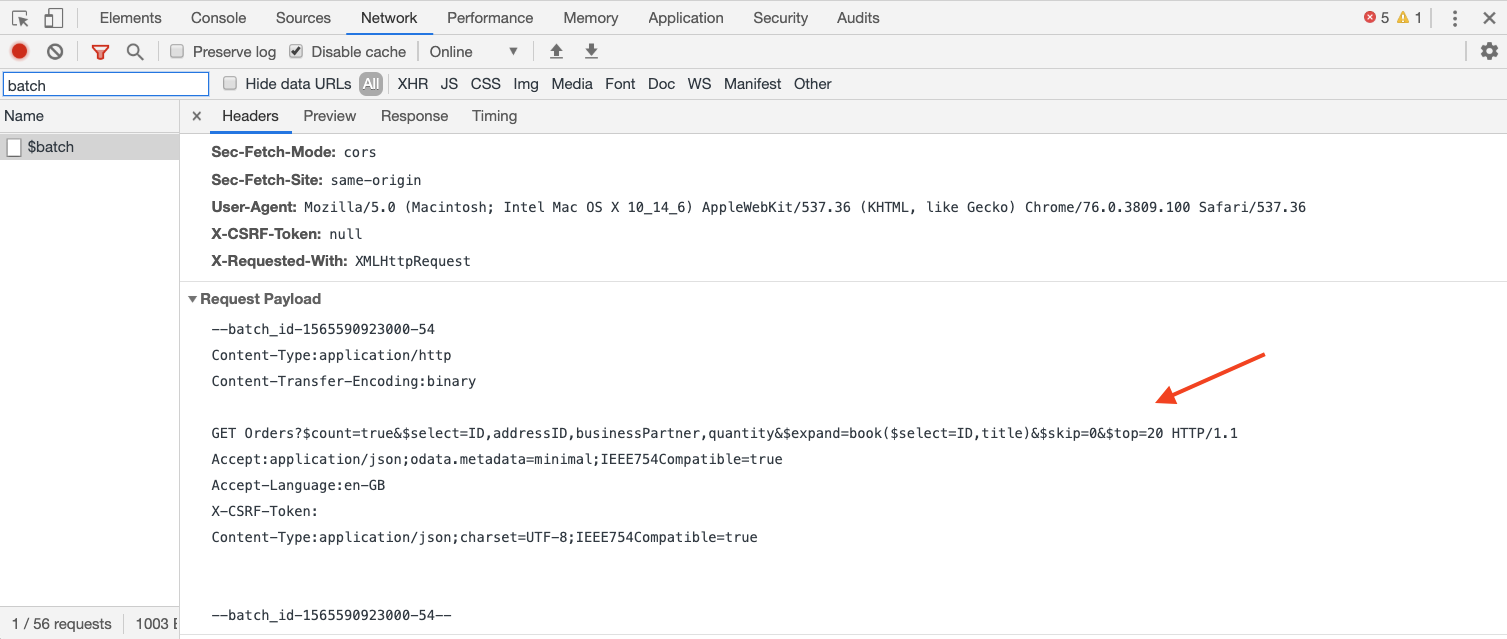 Elements Console Sources Network Performance Memory Application Security Audits 5 1
Preserve log Disable cache Online
batch Hide data URLs All XHR JS CSS Img Media Font Doc WS Manifest Other
Name Headers Preview Response Timing
$batch
Sec-Fetch-Mode: cors
Sec-Fetch-Site: same-origin
User-Agent: Mozilla/5.0 (Macintosh; Intel Mac OS X 10_14_6) AppleWebKit/537.36 (KHTML, like Gecko) Chrome/76.0.3809.100 Safari/537.36
X-CSRF-Token: null
X-Requested-With: XMLHttpRequest
Request Payload
--batch_id-1565590923000-54
Content-Type:application/http
Content-Transfer-Encoding:binary
GET Orders?$count=true&$select=ID,addressID,businessPartner,quantity&$expand=book($select=ID,title)&$skip=0&$top=20 HTTP/1.1
Accept:application/json;odata.metadata=minimal;IEEE754Compatible=true
Accept-Language:en-GB
X-CSRF-Token:
Content-Type:application/json;charset=UTF-8;IEEE754Compatible=true
--batch_id-1565590923000-54--
1 / 56 requests 1003